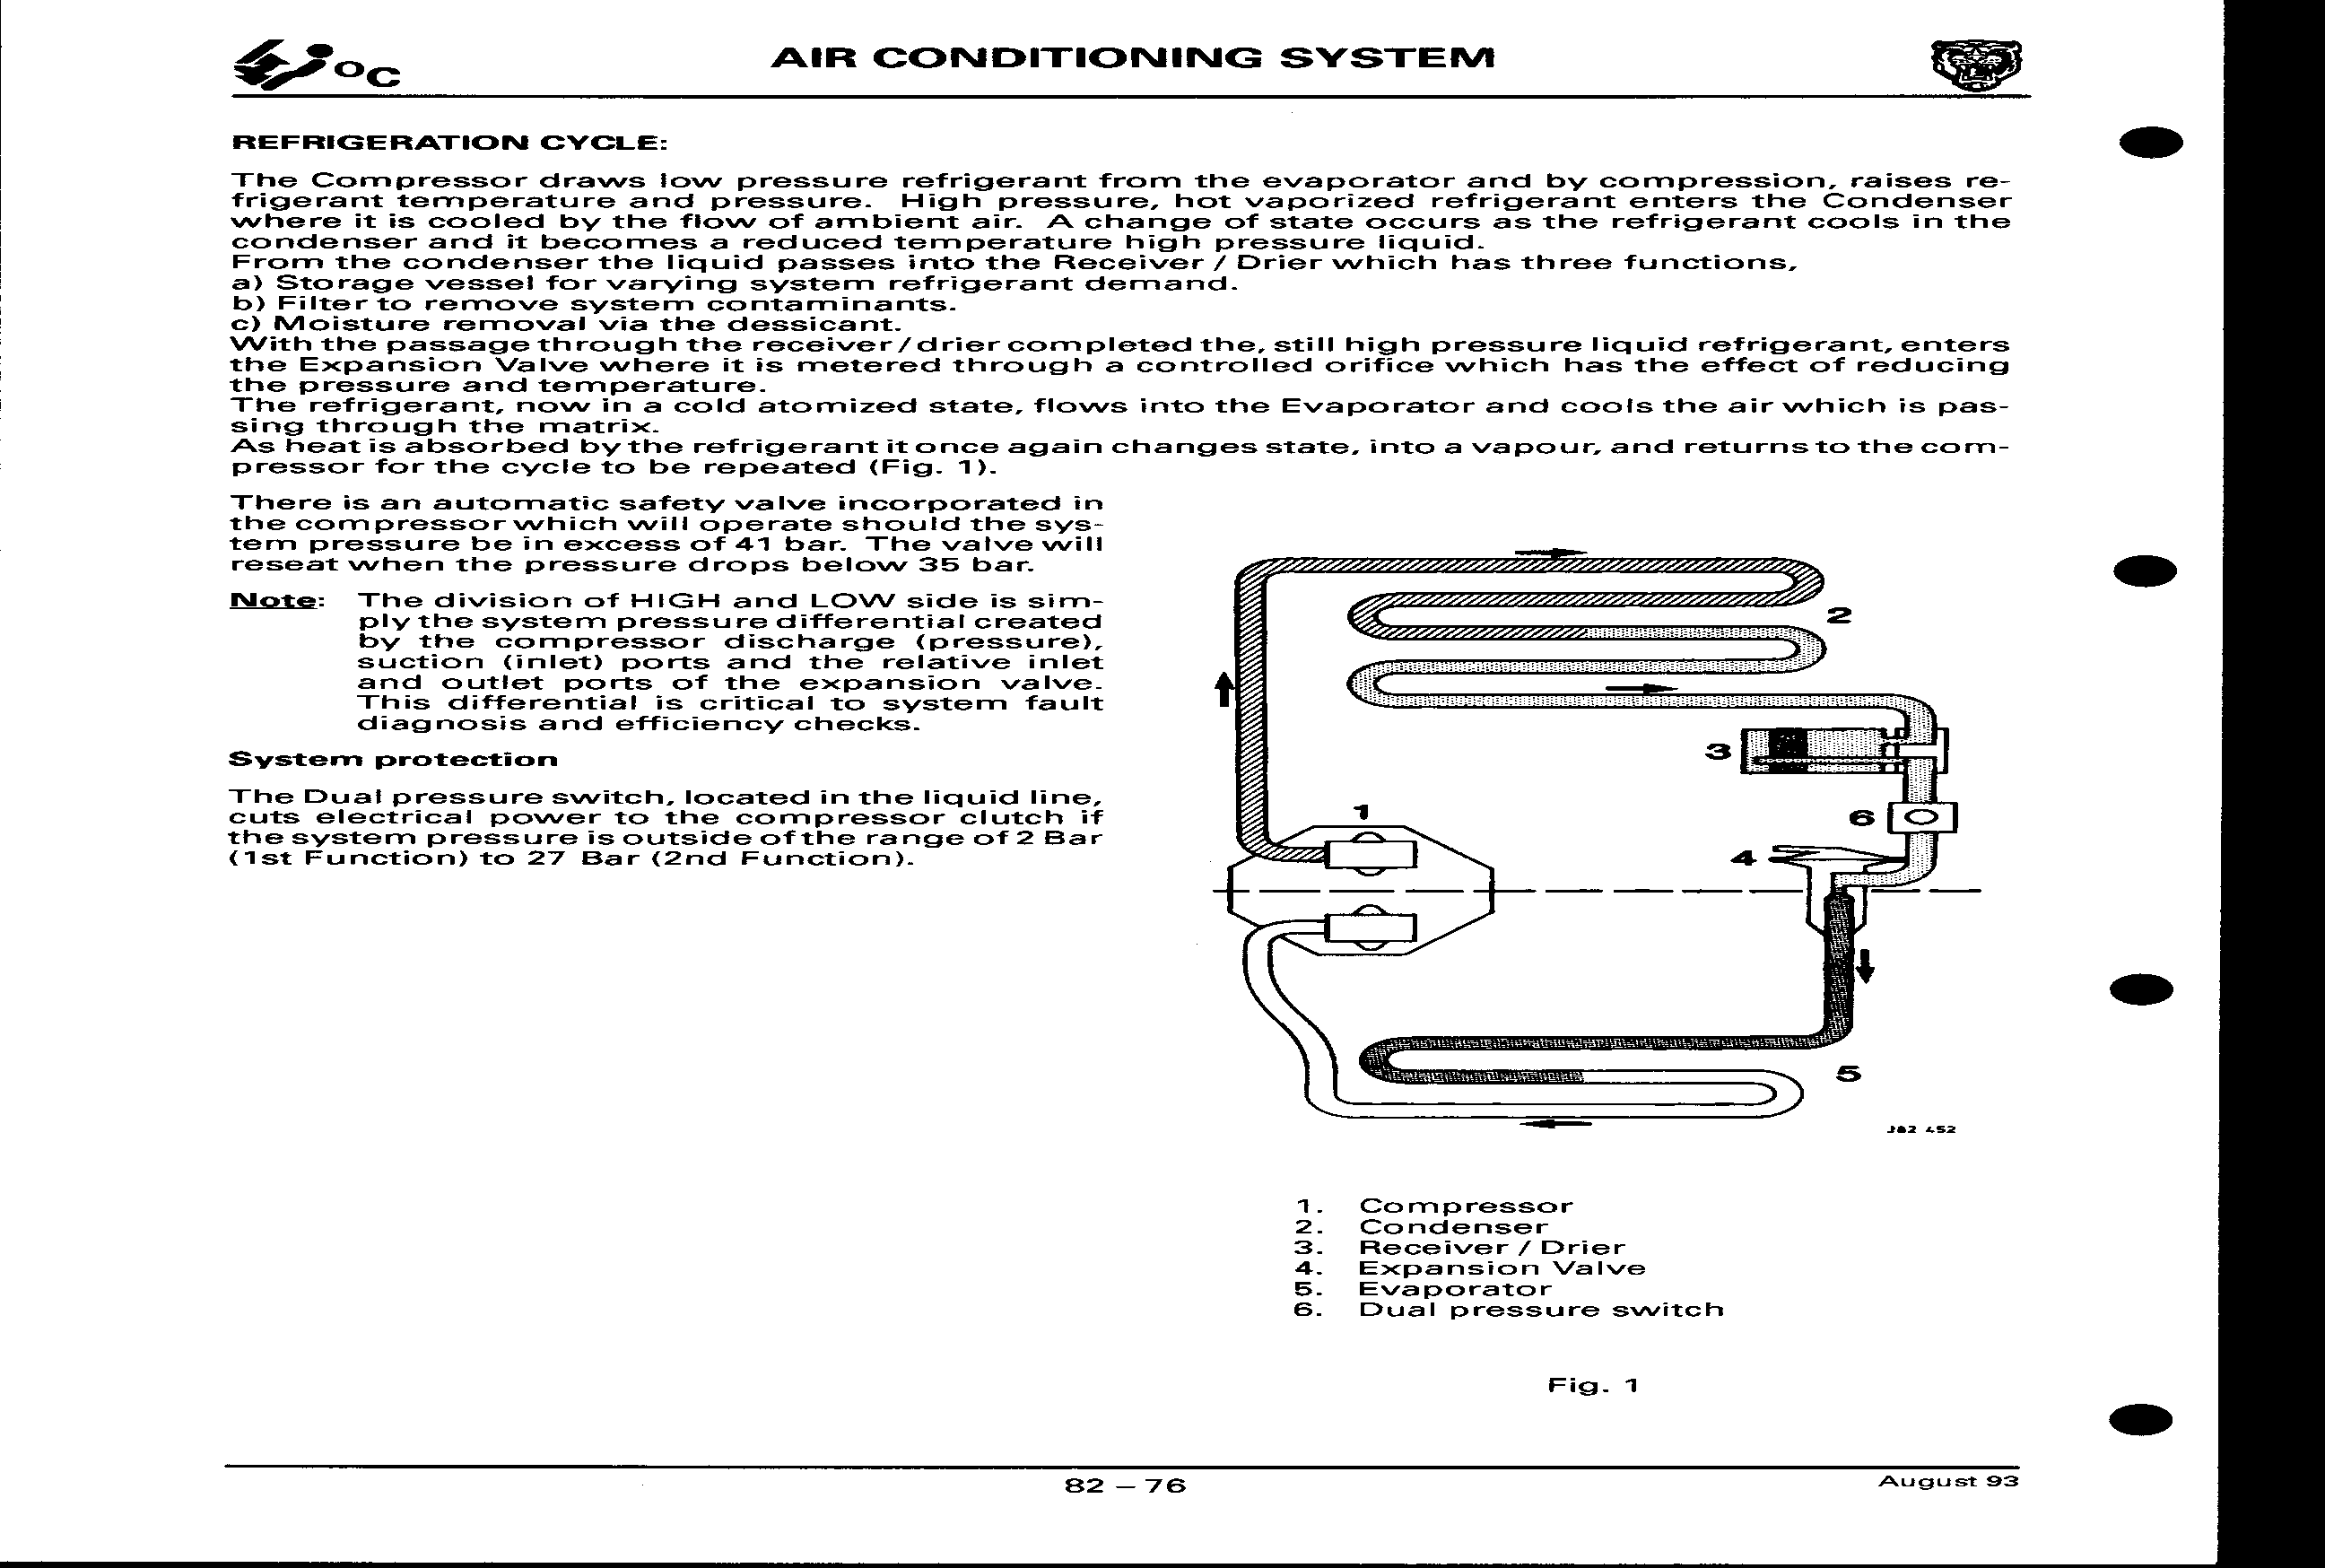 °C
AIR CONDITIONING SYSTEM
REFRIGERATION CYCLE:
The Compressor draws low pressure refrigerant from the evaporator and by compression, raises re-
frigerant temperature and pressure. High pressure, hot vaporized refrigerant enters the Condenser
where it is cooled by the flow of ambient air. A change of state occurs as the refrigerant cools in the
condenser and it becomes a reduced temperature high pressure liquid.
From the condenser the liquid passes into the Receiver / Drier which has three functions,
a) Storage vessel for varying system refrigerant demand.
b) Filter to remove system contaminants.
c) Moisture removal via the dessicant.
With the passage through the receiver / drier completed the, still high pressure liquid refrigerant, enters
the Expansion Valve where it is metered through a controlled orifice which has the effect of reducing
the pressure and temperature.
The refrigerant, now in a cold atomized state, flows into the Evaporator and cools the air which is pas-
sing through the matrix.
As heat is absorbed by the refrigerant it once again changes state, into a vapour, and returns to the com-
pressor for the cycle to be repeated (Fig. 1).
There is an automatic safety valve incorporated in
the compressor which will operate should the sys-
tem pressure be in excess of 41 bar. The valve will
reseat when the pressure drops below 35 bar.
Note: The division of HIGH and LOW side is sim-
ply the system pressure differential created
by the compressor discharge (pressure),
suction (inlet) ports and the relative inlet
and outlet ports of the expansion valve.
This differential is critical to system fault
diagnosis and efficiency checks.
System protection
The Dual pressure switch, located in the liquid line,
cuts electrical power to the compressor clutch if
the system pressure is outside of the range of 2 Bar
(1st Function) to 27 Bar (2nd Function).
2
3
1
6
4
5
J82 452
1. Compressor
2. Condenser
3. Receiver / Drier
4. Expansion Valve
5. Evaporator
6. Dual pressure switch
Fig. 1
82 – 76
August 93